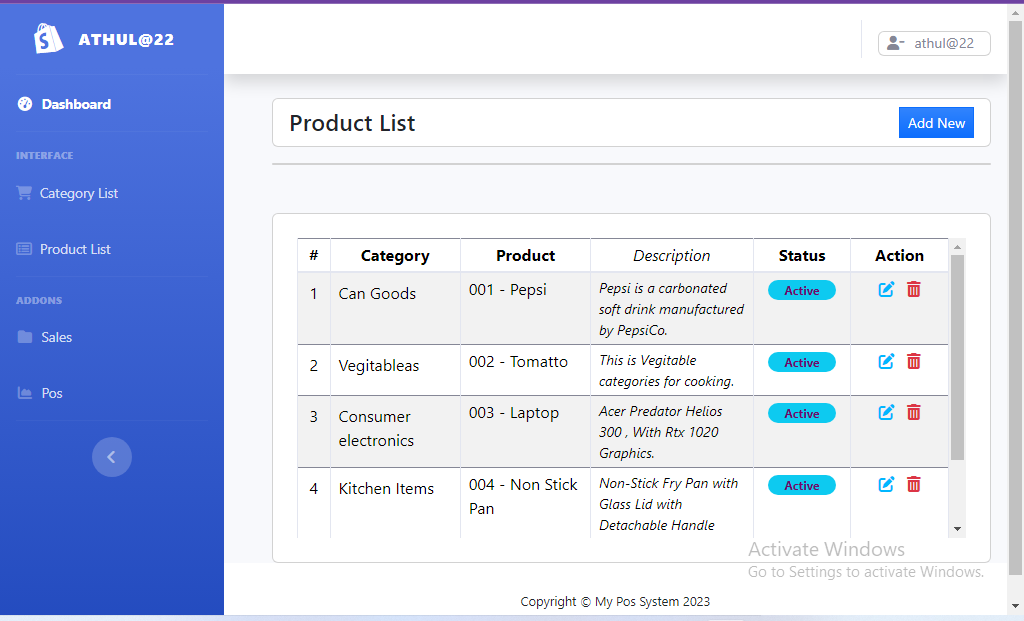 ATHUL@22
athul@22
Dashboard
INTERFACE
Category List
Product List
ADDONS
Sales
Pos
Product List
Add New
# Category Product Description Status Action
1 Can Goods 001 - Pepsi Pepsi is a carbonated Active
soft drink manufactured
by PepsiCo.
2 Vegitableas 002 - Tomatto This is Vegitable Active
categories for cooking.
3 Consumer 003 - Laptop Acer Predator Helios Active
electronics 300 , With Rtx 1020
Graphics.
4 Kitchen Items 004 - Non Stick Non-Stick Fry Pan with Active
Pan Glass Lid with
Detachable Handle
Activate Windows
Go to Settings to activate Windows.
Copyright © My Pos System 2023